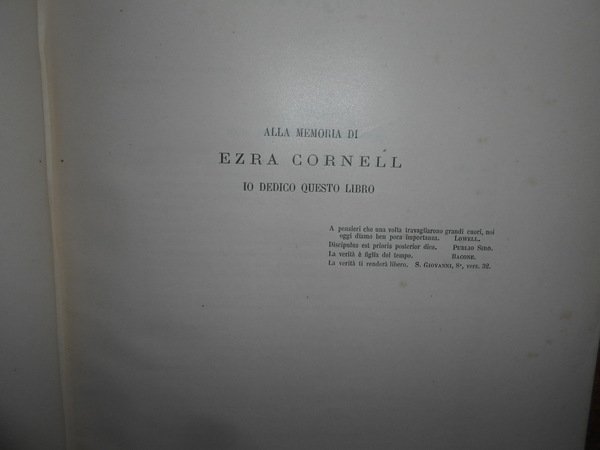 ALLA MEMORIA DI
EZRA CORNELL
IO DEDICO QUESTO LIBRO
A pensieri che una volta travagliarono grandi cuori, noi
oggi diamo ben poca importanza. LOWELL.
Discipulus est prioris posterior dies. PUBLIO SIRO.
La verità è figlia del tempo. BACONE.
La verità ti renderà libero. S. GIOVANNI, 8°, vers. 32.